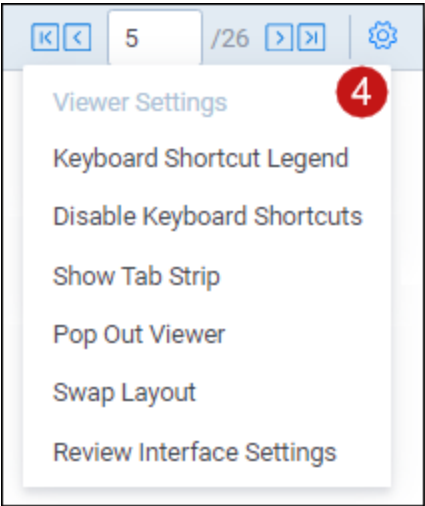 5 /26
4
Viewer Settings
Keyboard Shortcut Legend
Disable Keyboard Shortcuts
Show Tab Strip
Pop Out Viewer
Swap Layout
Review Interface Settings